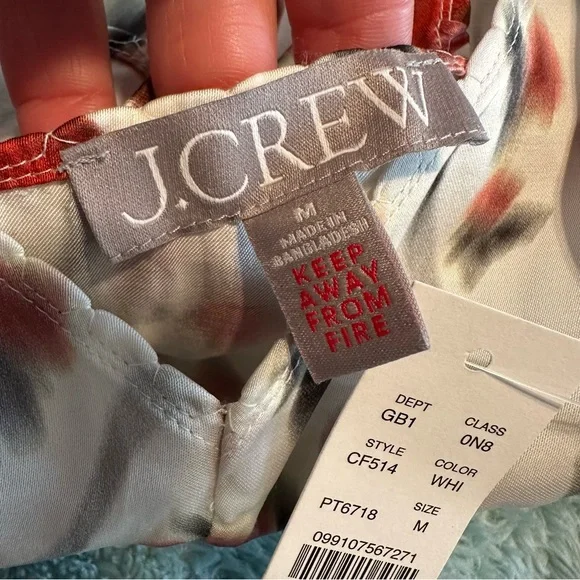 J.CREW
M
MADE IN
BANGLADESH
KEEP
AWAY
FROM
FIRE
DEPT CLASS
GB1 0N8
STYLE COLOR
CF514 WHI
PT6718 SIZE
M
099107567271